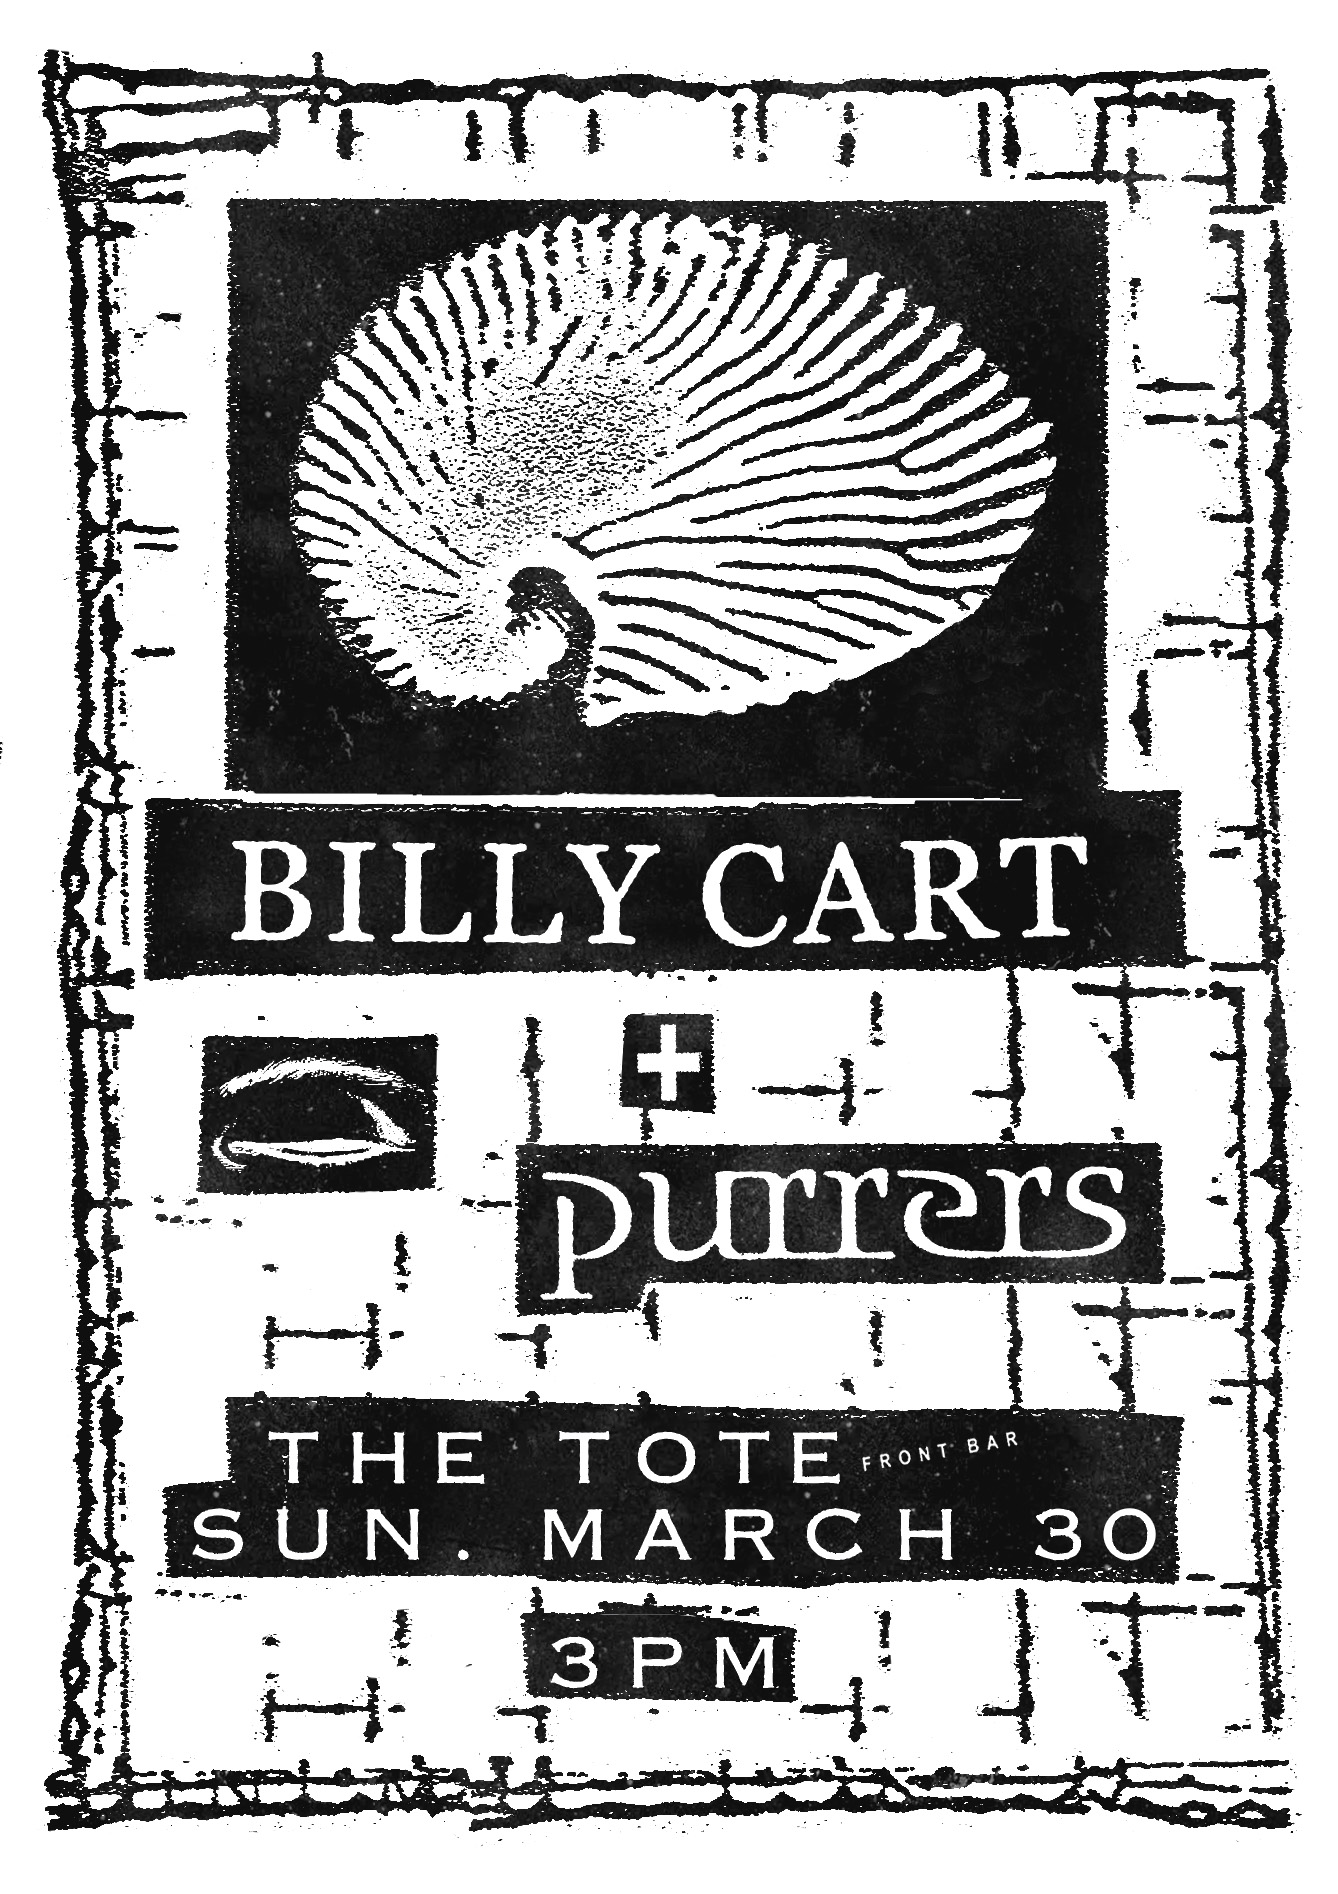 BILLY CART
+
purrers
THE TOTE FRONT BAR
SUN. MARCH 30
3PM